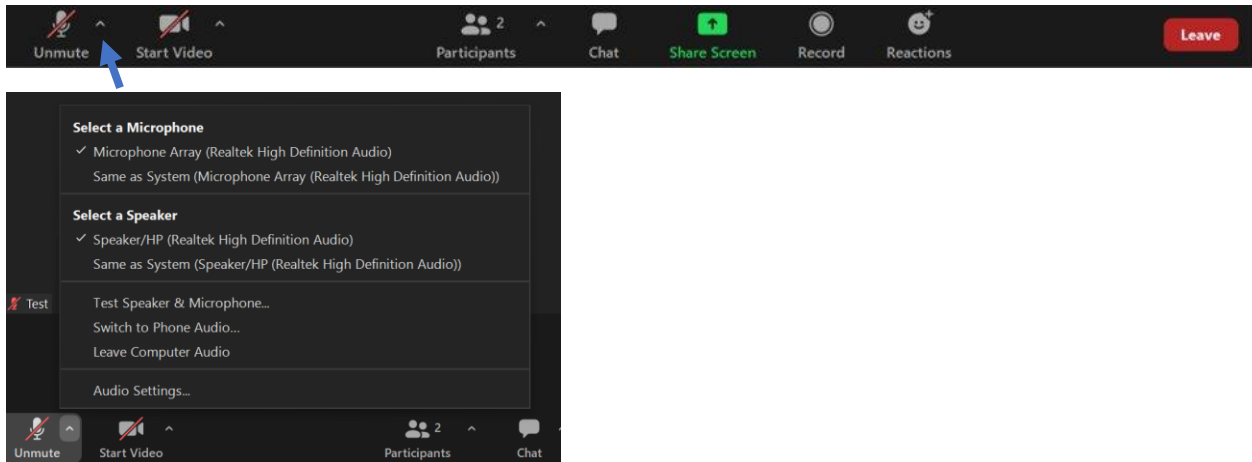 Unmute Start Video 2 Participants Chat Share Screen Record Reactions Leave
Select a Microphone
✓ Microphone Array (Realtek High Definition Audio)
Same as System (Microphone Array (Realtek High Definition Audio))
Select a Speaker
✓ Speaker/HP (Realtek High Definition Audio)
Same as System (Speaker/HP (Realtek High Definition Audio))
Test
Test Speaker & Microphone...
Switch to Phone Audio...
Leave Computer Audio
Audio Settings...
Unmute Start Video 2 Participants Chat